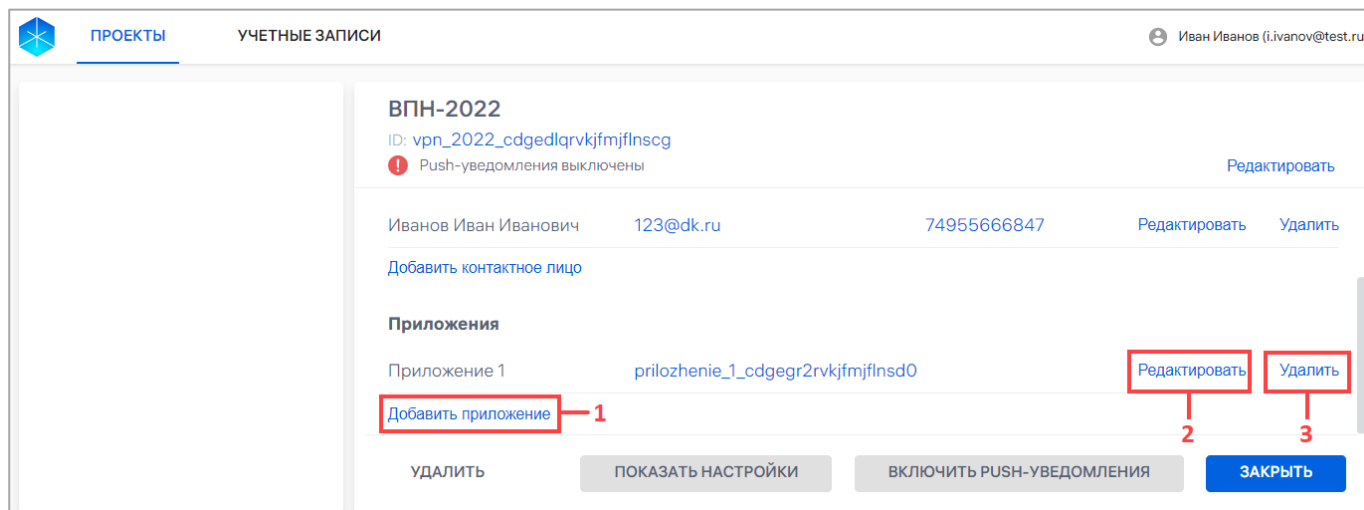 ПРОЕКТЫ УЧЕТНЫЕ ЗАПИСИ Иван Иванов (i.ivanov@test.ru
ВПН-2022
ID: vpn_2022_cdgedlqrvkjfmjflnscg
Push-уведомления выключены Редактировать
Иванов Иван Иванович 123@dk.ru 74955666847 Редактировать Удалить
Добавить контактное лицо
Приложения
Приложение 1 prilozhenie_1_cdgegr2rvkjfmjflnsd0 Редактировать Удалить
Добавить приложение 1
2 3
УДАЛИТЬ ПОКАЗАТЬ НАСТРОЙКИ ВКЛЮЧИТЬ PUSH-УВЕДОМЛЕНИЯ ЗАКРЫТЬ